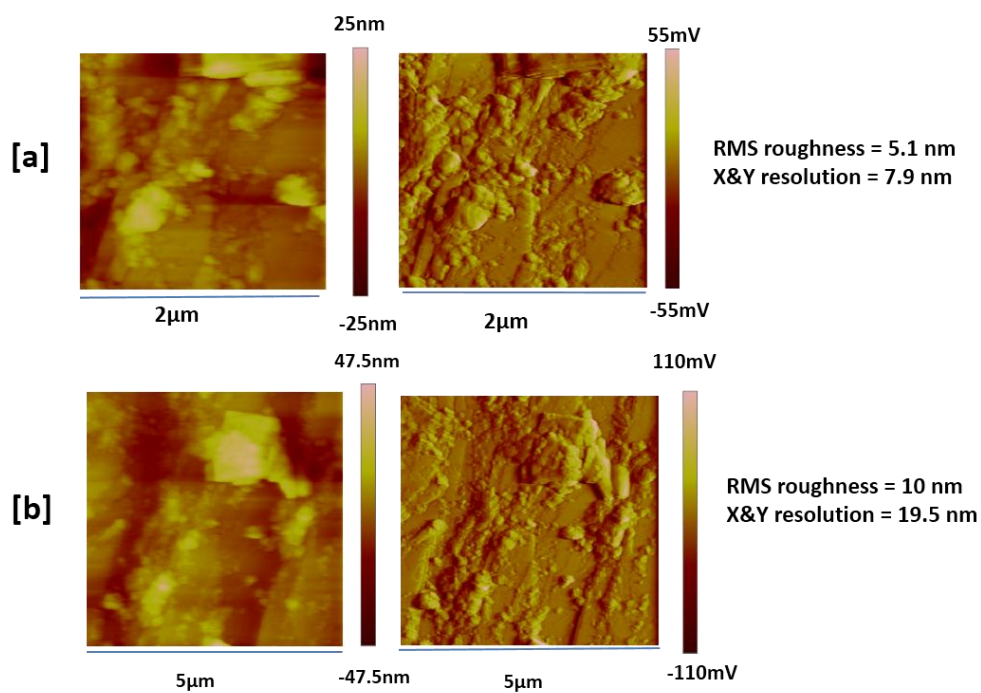 25nm
55mV
[a]
RMS roughness = 5.1 nm
X&Y resolution = 7.9 nm
2μm
-25nm
2μm
-55mV
47.5nm
110mV
[b]
RMS roughness = 10 nm
X&Y resolution = 19.5 nm
5μm
-47.5nm
5μm
-110mV